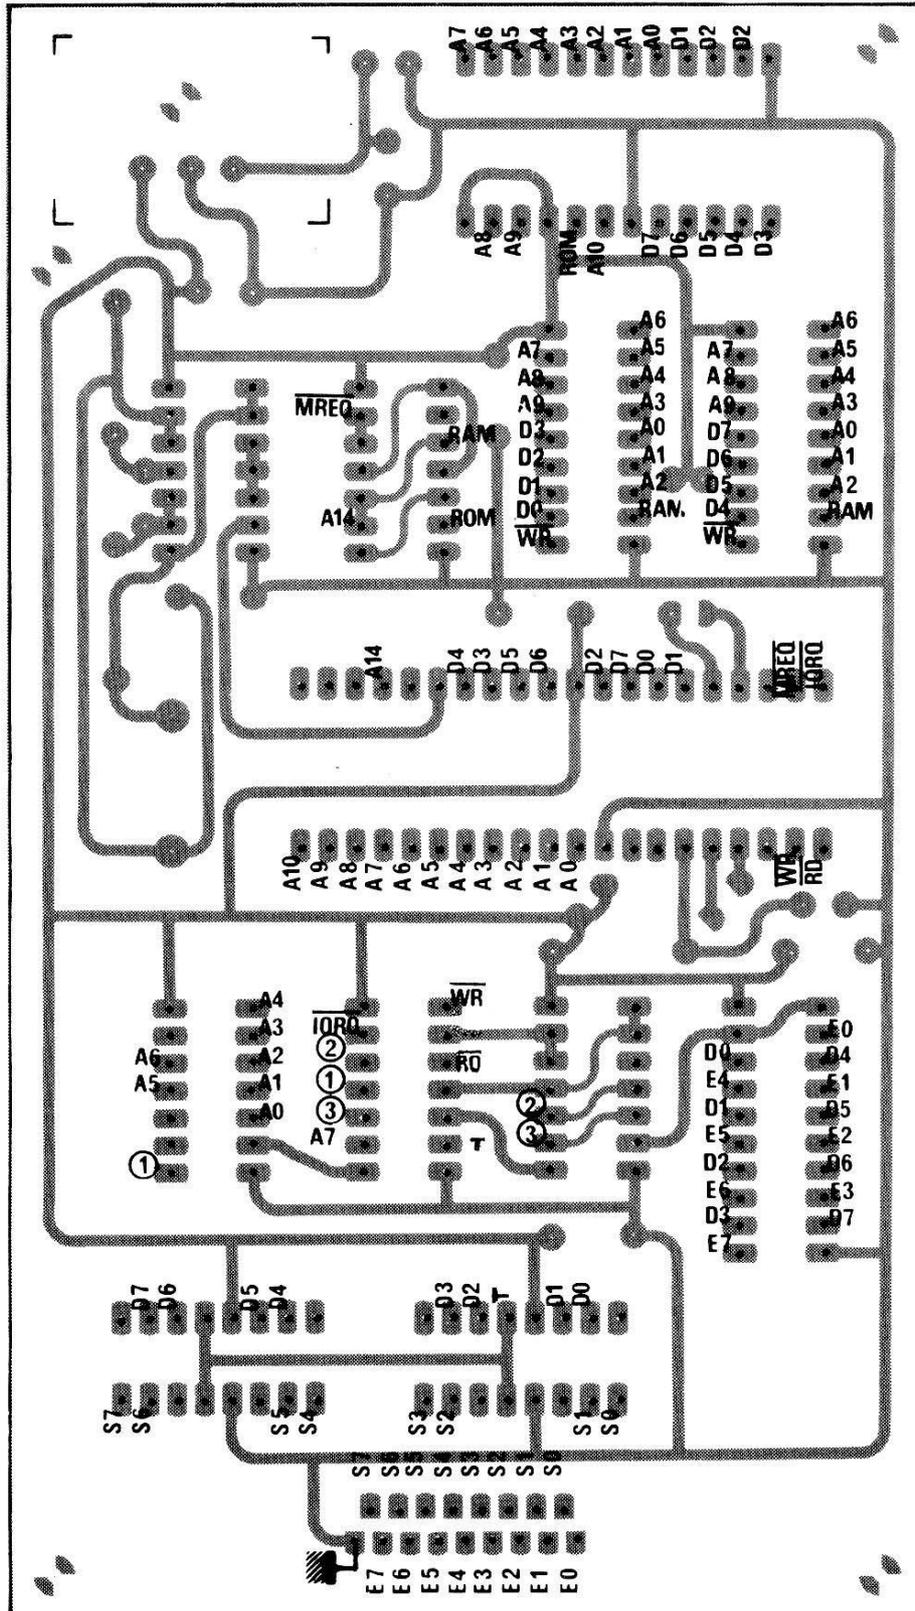 A7 A6 A5 A4 A3 A2 A1 A0 D1 D2 D2
A8 A9 ROM A10 D7 D6 D5 D4 D3
A6 A6
A7 A5 A7 A5
A8 A4 A8 A4
MREQ
A9 A3 A9 A3
RAM D3 A0 D7 A0
D2 A1 D6 A1
D1 A2 D5 A2
A14 ROM D0 RAM D4 RAM
WR WR
A14 D4 D3 D5 D6 D2 D7 D0 D1 MREQ IORQ
A10 A9 A8 A7 A6 A5 A4 A3 A2 A1 A0 WR RD
A4 WR
A3 IORQ E0
A6 A2 2 RD D0 D4
A5 A1 1 E4 E1
A0 3 2 D1 D5
A7 T 3 E5 E2
1 D2 D6
E6 E3
D3 D7
E7
D7 D6 D5 D4 D3 D2 T D1 D0
S7 S6 S5 S4 S3 S2 S1 S0
S7 S6 S5 S4 S3 S2 S1 S0
E7 E6 E5 E4 E3 E2 E1 E0